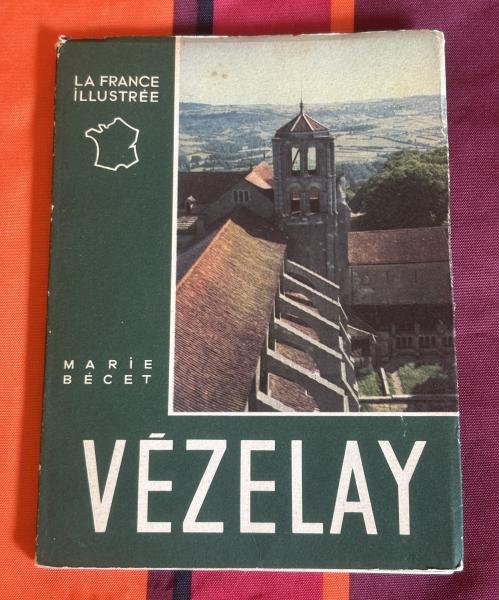 LA FRANCE
iLLUSTRÉE
MARiE
BÉCET
VÉZELAY